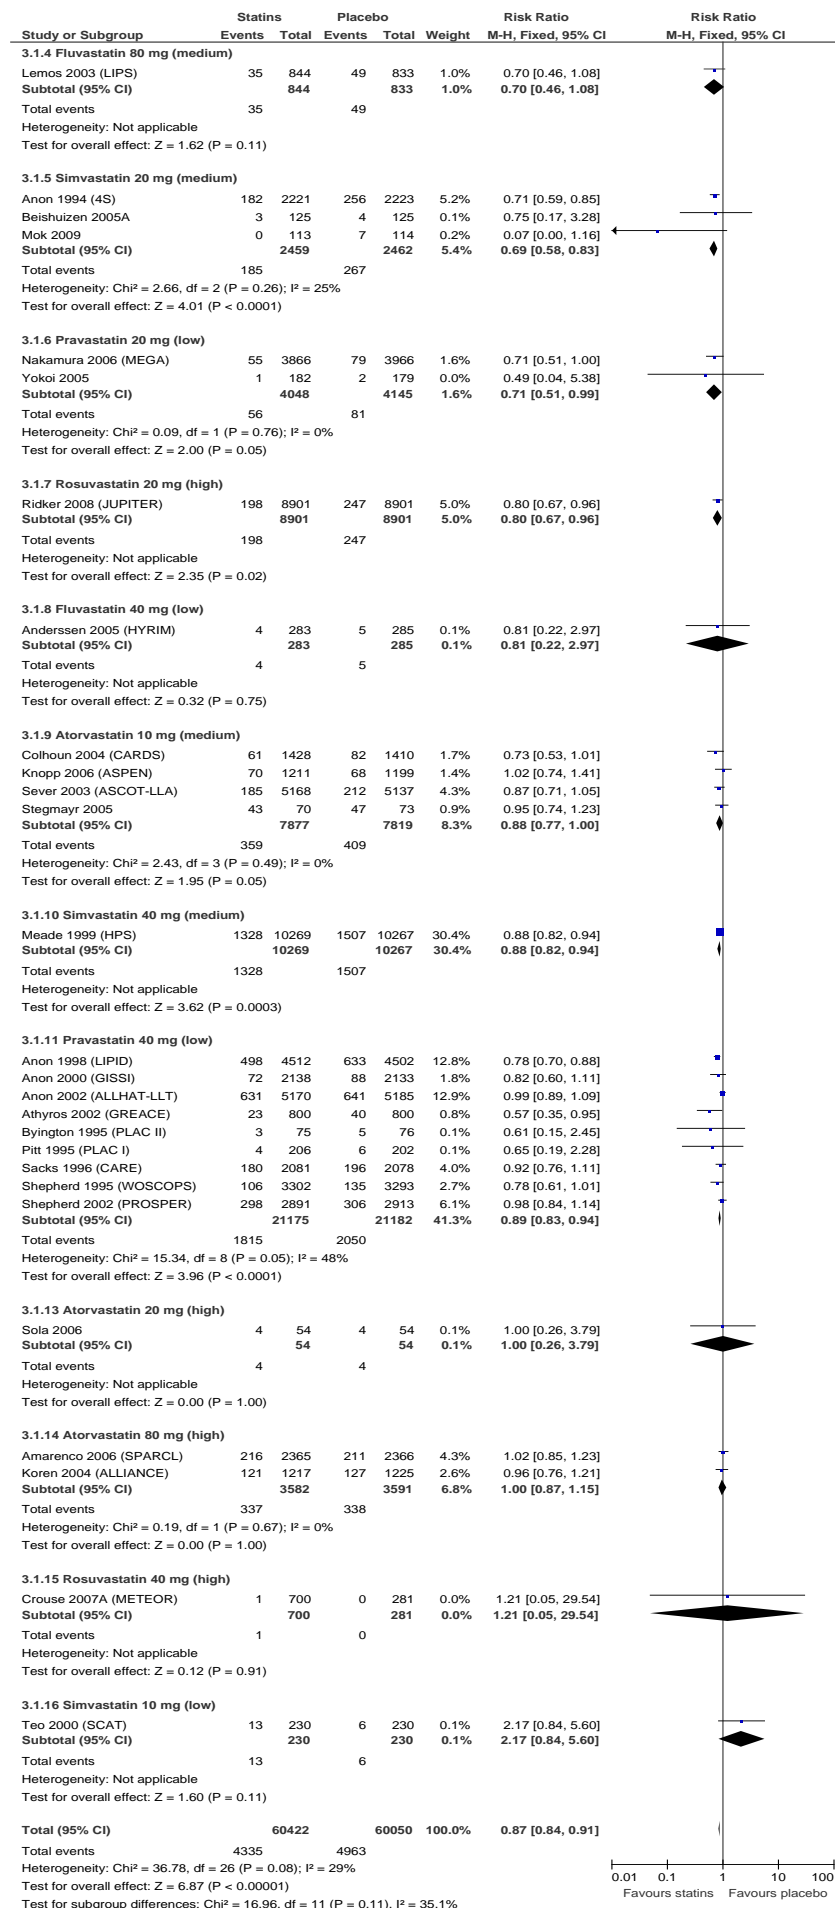 Statins Placebo Risk Ratio Risk Ratio
Study or Subgroup Events Total Events Total Weight M-H, Fixed, 95% CI M-H, Fixed, 95% CI
3.1.4 Fluvastatin 80 mg (medium)
Lemos 2003 (LIPS) 35 844 49 833 1.0% 0.70 [0.46, 1.08]
Subtotal (95% CI) 844 833 1.0% 0.70 [0.46, 1.08]
Total events 35 49
Heterogeneity: Not applicable
Test for overall effect: Z = 1.62 (P = 0.11)
3.1.5 Simvastatin 20 mg (medium)
Anon 1994 (4S) 182 2221 256 2223 5.2% 0.71 [0.59, 0.85]
Beishuizen 2005A 3 125 4 125 0.1% 0.75 [0.17, 3.28]
Mok 2009 0 113 7 114 0.2% 0.07 [0.00, 1.16]
Subtotal (95% CI) 2459 2462 5.4% 0.69 [0.58, 0.83]
Total events 185 267
Heterogeneity: Chi² = 2.66, df = 2 (P = 0.26); I² = 25%
Test for overall effect: Z = 4.01 (P < 0.0001)
3.1.6 Pravastatin 20 mg (low)
Nakamura 2006 (MEGA) 55 3866 79 3966 1.6% 0.71 [0.51, 1.00]
Yokoi 2005 1 182 2 179 0.0% 0.49 [0.04, 5.38]
Subtotal (95% CI) 4048 4145 1.6% 0.71 [0.51, 0.99]
Total events 56 81
Heterogeneity: Chi² = 0.09, df = 1 (P = 0.76); I² = 0%
Test for overall effect: Z = 2.00 (P = 0.05)
3.1.7 Rosuvastatin 20 mg (high)
Ridker 2008 (JUPITER) 198 8901 247 8901 5.0% 0.80 [0.67, 0.96]
Subtotal (95% CI) 8901 8901 5.0% 0.80 [0.67, 0.96]
Total events 198 247
Heterogeneity: Not applicable
Test for overall effect: Z = 2.35 (P = 0.02)
3.1.8 Fluvastatin 40 mg (low)
Anderssen 2005 (HYRIM) 4 283 5 285 0.1% 0.81 [0.22, 2.97]
Subtotal (95% CI) 283 285 0.1% 0.81 [0.22, 2.97]
Total events 4 5
Heterogeneity: Not applicable
Test for overall effect: Z = 0.32 (P = 0.75)
3.1.9 Atorvastatin 10 mg (medium)
Colhoun 2004 (CARDS) 61 1428 82 1410 1.7% 0.73 [0.53, 1.01]
Knopp 2006 (ASPEN) 70 1211 68 1199 1.4% 1.02 [0.74, 1.41]
Sever 2003 (ASCOT-LLA) 185 5168 212 5137 4.3% 0.87 [0.71, 1.05]
Stegmayr 2005 43 70 47 73 0.9% 0.95 [0.74, 1.23]
Subtotal (95% CI) 7877 7819 8.3% 0.88 [0.77, 1.00]
Total events 359 409
Heterogeneity: Chi² = 2.43, df = 3 (P = 0.49); I² = 0%
Test for overall effect: Z = 1.95 (P = 0.05)
3.1.10 Simvastatin 40 mg (medium)
Meade 1999 (HPS) 1328 10269 1507 10267 30.4% 0.88 [0.82, 0.94]
Subtotal (95% CI) 10269 10267 30.4% 0.88 [0.82, 0.94]
Total events 1328 1507
Heterogeneity: Not applicable
Test for overall effect: Z = 3.62 (P = 0.0003)
3.1.11 Pravastatin 40 mg (low)
Anon 1998 (LIPID) 498 4512 633 4502 12.8% 0.78 [0.70, 0.88]
Anon 2000 (GISSI) 72 2138 88 2133 1.8% 0.82 [0.60, 1.11]
Anon 2002 (ALLHAT-LLT) 631 5170 641 5185 12.9% 0.99 [0.89, 1.09]
Athyros 2002 (GREACE) 23 800 40 800 0.8% 0.57 [0.35, 0.95]
Byington 1995 (PLAC II) 3 75 5 76 0.1% 0.61 [0.15, 2.45]
Pitt 1995 (PLAC I) 4 206 6 202 0.1% 0.65 [0.19, 2.28]
Sacks 1996 (CARE) 180 2081 196 2078 4.0% 0.92 [0.76, 1.11]
Shepherd 1995 (WOSCOPS) 106 3302 135 3293 2.7% 0.78 [0.61, 1.01]
Shepherd 2002 (PROSPER) 298 2891 306 2913 6.1% 0.98 [0.84, 1.14]
Subtotal (95% CI) 21175 21182 41.3% 0.89 [0.83, 0.94]
Total events 1815 2050
Heterogeneity: Chi² = 15.34, df = 8 (P = 0.05); I² = 48%
Test for overall effect: Z = 3.96 (P < 0.0001)
3.1.13 Atorvastatin 20 mg (high)
Sola 2006 4 54 4 54 0.1% 1.00 [0.26, 3.79]
Subtotal (95% CI) 54 54 0.1% 1.00 [0.26, 3.79]
Total events 4 4
Heterogeneity: Not applicable
Test for overall effect: Z = 0.00 (P = 1.00)
3.1.14 Atorvastatin 80 mg (high)
Amarenco 2006 (SPARCL) 216 2365 211 2366 4.3% 1.02 [0.85, 1.23]
Koren 2004 (ALLIANCE) 121 1217 127 1225 2.6% 0.96 [0.76, 1.21]
Subtotal (95% CI) 3582 3591 6.8% 1.00 [0.87, 1.15]
Total events 337 338
Heterogeneity: Chi² = 0.19, df = 1 (P = 0.67); I² = 0%
Test for overall effect: Z = 0.00 (P = 1.00)
3.1.15 Rosuvastatin 40 mg (high)
Crouse 2007A (METEOR) 1 700 0 281 0.0% 1.21 [0.05, 29.54]
Subtotal (95% CI) 700 281 0.0% 1.21 [0.05, 29.54]
Total events 1 0
Heterogeneity: Not applicable
Test for overall effect: Z = 0.12 (P = 0.91)
3.1.16 Simvastatin 10 mg (low)
Teo 2000 (SCAT) 13 230 6 230 0.1% 2.17 [0.84, 5.60]
Subtotal (95% CI) 230 230 0.1% 2.17 [0.84, 5.60]
Total events 13 6
Heterogeneity: Not applicable
Test for overall effect: Z = 1.60 (P = 0.11)
Total (95% CI) 60422 60050 100.0% 0.87 [0.84, 0.91]
Total events 4335 4963
Heterogeneity: Chi² = 36.78, df = 26 (P = 0.08); I² = 29%
Test for overall effect: Z = 6.87 (P < 0.00001)
Test for subgroup differences: Chi² = 16.96, df = 11 (P = 0.11), I² = 35.1%
0.01 0.1 1 10 100
Favours statins Favours placebo